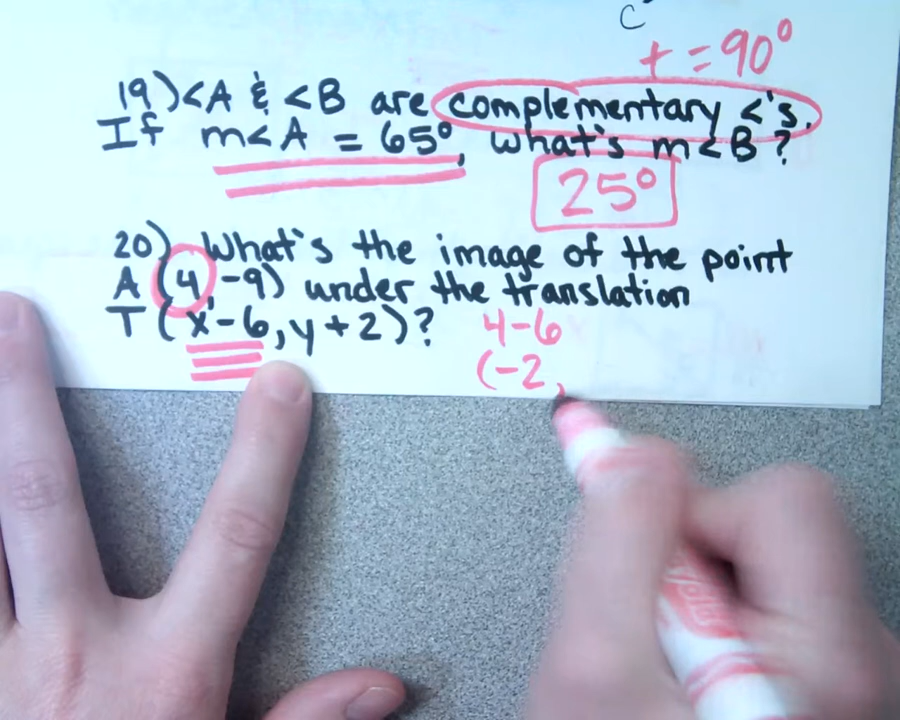 C
+ = 90°
19) <A & <B are complementary <'s.
If m<A = 65°, what's m<B?
25°
20) What's the image of the point
A (4, -9) under the translation
T (x-6, y+2)?
4-6
(-2,